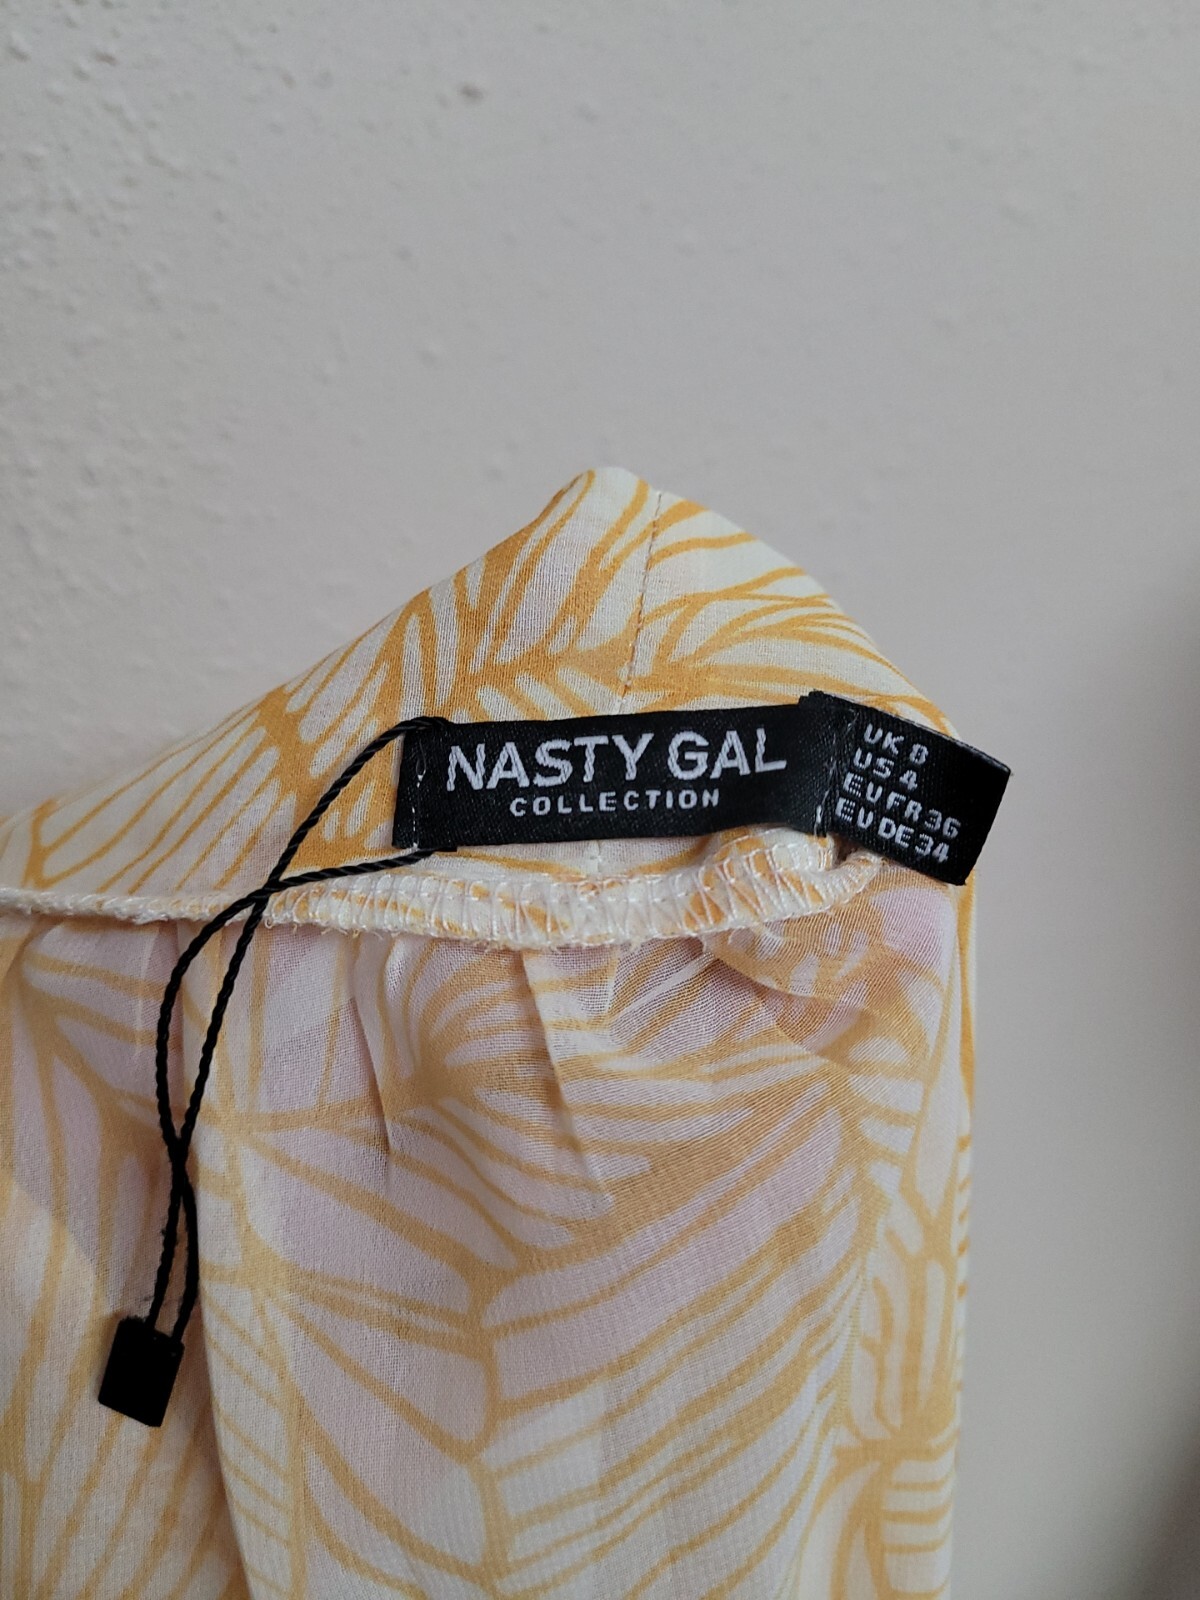 NASTY GAL
COLLECTION
UK 8
US 4
EU FR 36
EU DE 34